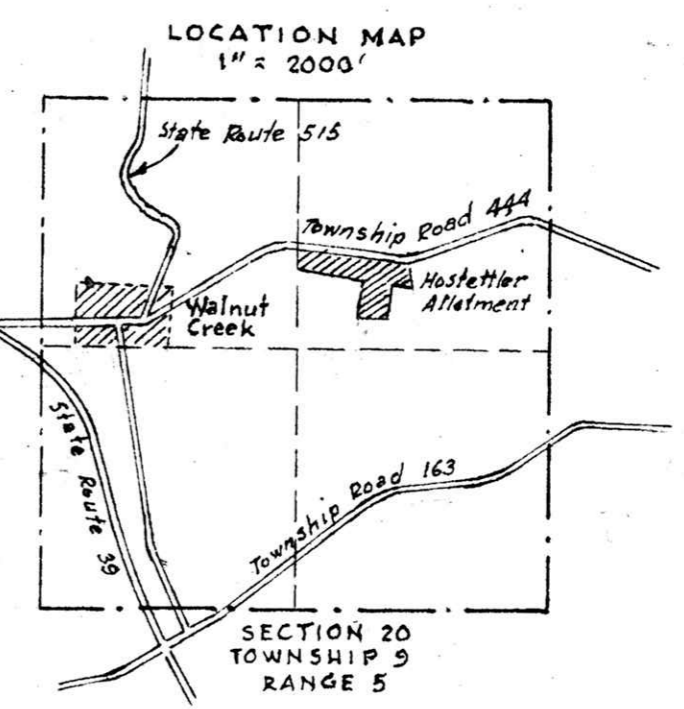 LOCATION MAP
1" = 2000'
State Route 515
Township Road 444
Hostettler
Allotment
Walnut
Creek
State Route 39
Township Road 163
SECTION 20
TOWNSHIP 9
RANGE 5